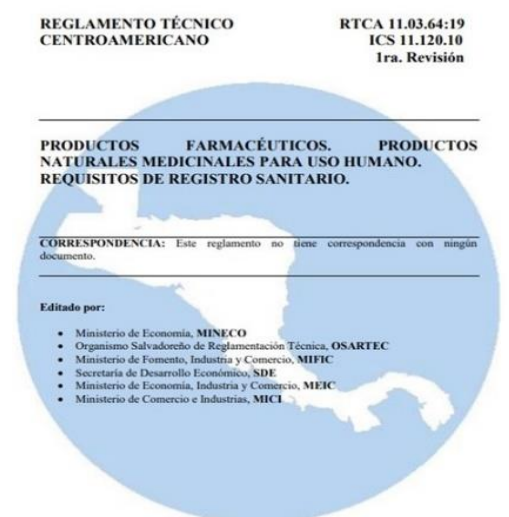 REGLAMENTO TÉCNICO RTCA 11.03.64:19
CENTROAMERICANO ICS 11.120.10
1ra. Revisión
PRODUCTOS FARMACÉUTICOS. PRODUCTOS
NATURALES MEDICINALES PARA USO HUMANO.
REQUISITOS DE REGISTRO SANITARIO.
CORRESPONDENCIA: Este reglamento no tiene correspondencia con ningún
documento.
Editado por:
• Ministerio de Economía, MINECO
• Organismo Salvadoreño de Reglamentación Técnica, OSARTEC
• Ministerio de Fomento, Industria y Comercio, MIFIC
• Secretaría de Desarrollo Económico, SDE
• Ministerio de Economía, Industria y Comercio, MEIC
• Ministerio de Comercio e Industrias, MICI